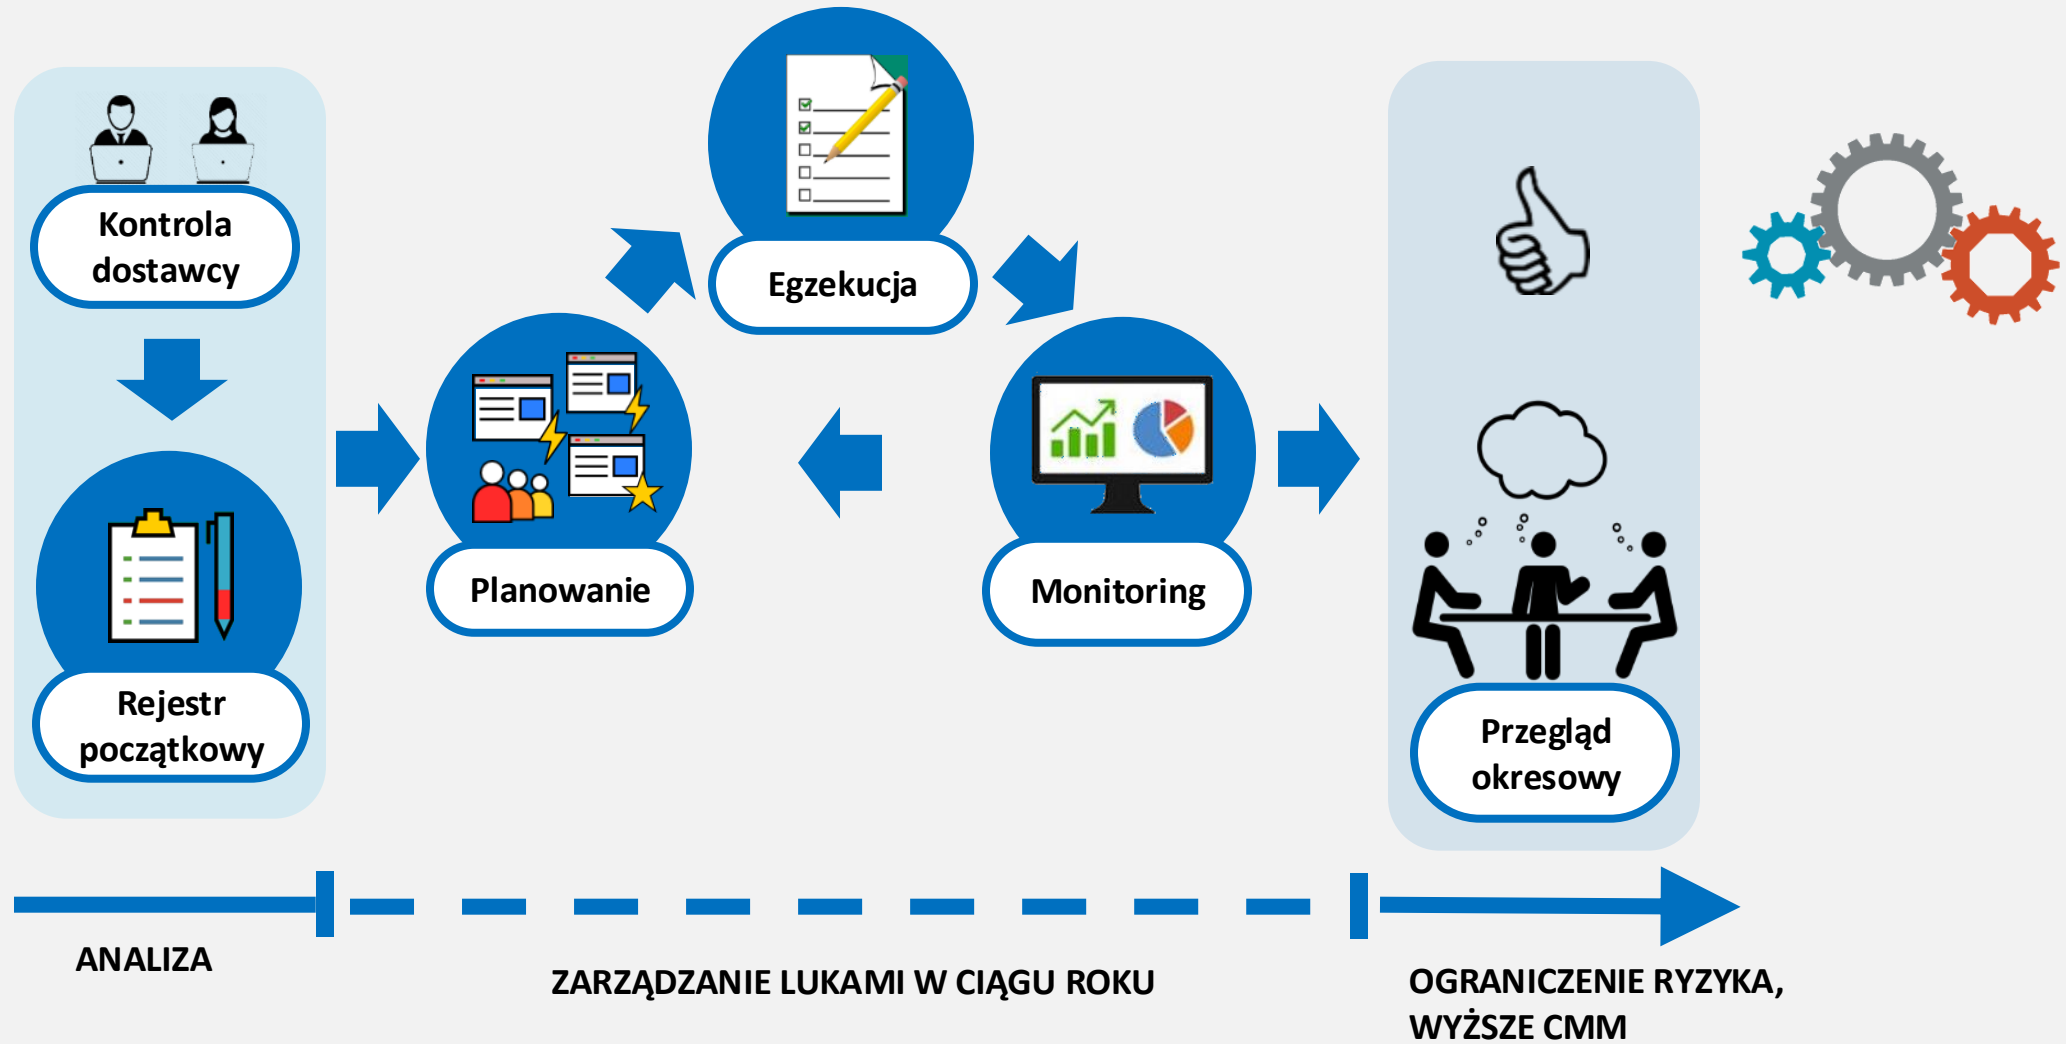 Kontrola
dostawcy
Rejestr
początkowy
Planowanie
Egzekucja
Monitoring
Przegląd
okresowy
ANALIZA
ZARZĄDZANIE LUKAMI W CIĄGU ROKU
OGRANICZENIE RYZYKA,
WYŻSZE CMM